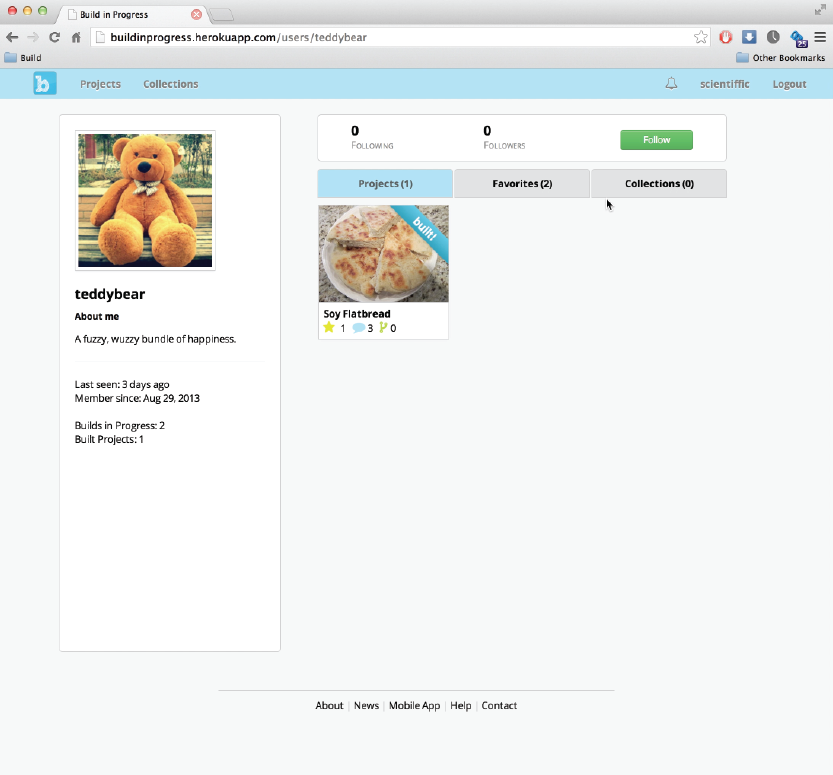 Build in Progress
buildinprogress.herokuapp.com/users/teddybear
25
Build
Other Bookmarks
b
Projects
Collections
scientiffic
Logout
0
FOLLOWING
0
FOLLOWERS
Follow
Projects (1)
Favorites (2)
Collections (0)
built!
Soy Flatbread
1
3
0
teddybear
About me
A fuzzy, wuzzy bundle of happiness.
Last seen: 3 days ago
Member since: Aug 29, 2013
Builds in Progress: 2
Built Projects: 1
About | News | Mobile App | Help | Contact